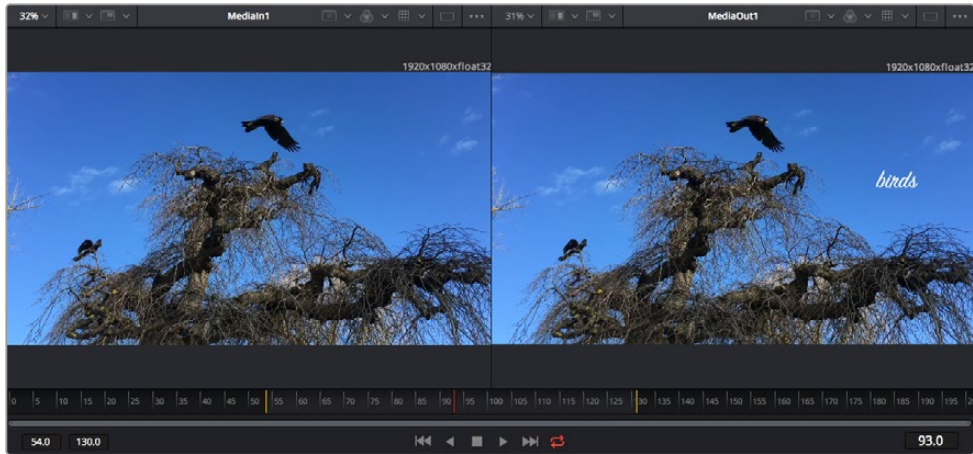 32% MediaIn1 31% MediaOut1
1920x1080xfloat32 1920x1080xfloat32
birds
0 5 10 15 20 25 30 35 40 45 50 55 60 65 70 75 80 85 90 95 100 105 110 115 120 125 130 135 140 145 150 155 160 165 170 175 180 185 190 195
54.0 130.0 93.0